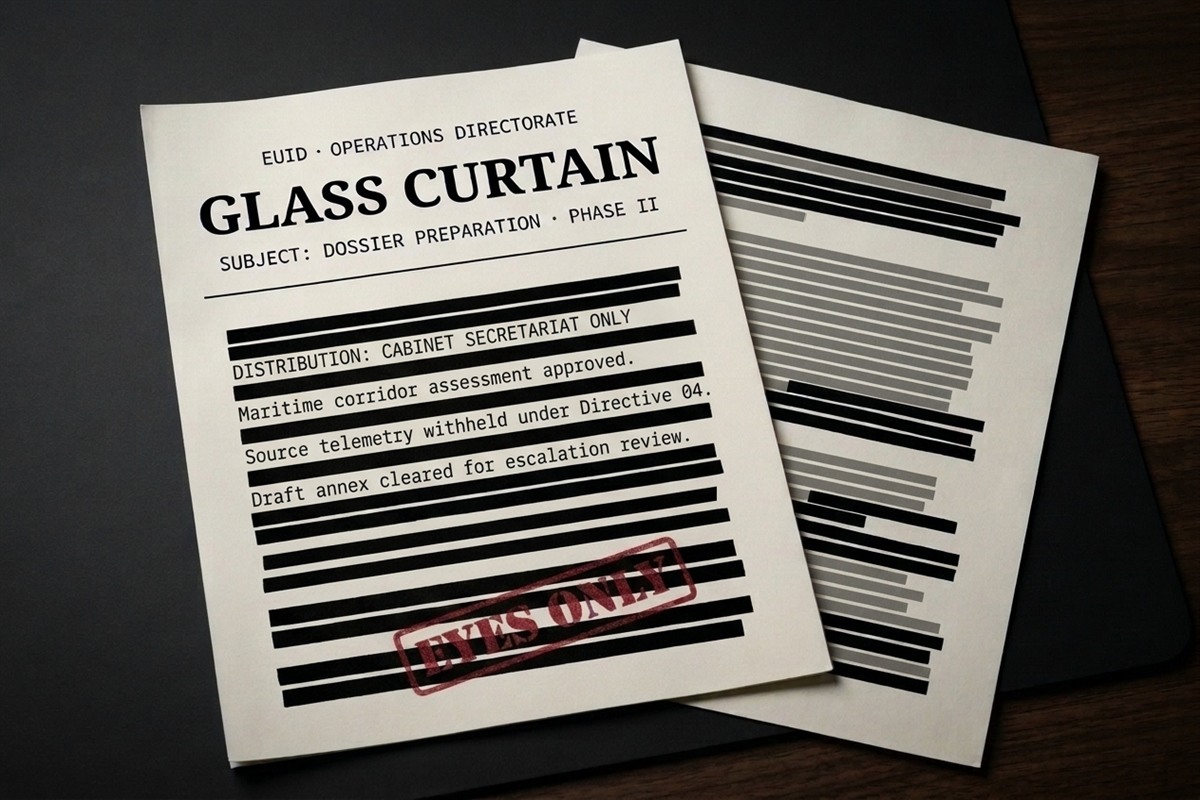 EUID · OPERATIONS DIRECTORATE
GLASS CURTAIN
SUBJECT: DOSSIER PREPARATION · PHASE II
DISTRIBUTION: CABINET SECRETARIAT ONLY
Maritime corridor assessment approved.
Source telemetry withheld under Directive 04.
Draft annex cleared for escalation review.
EYES ONLY